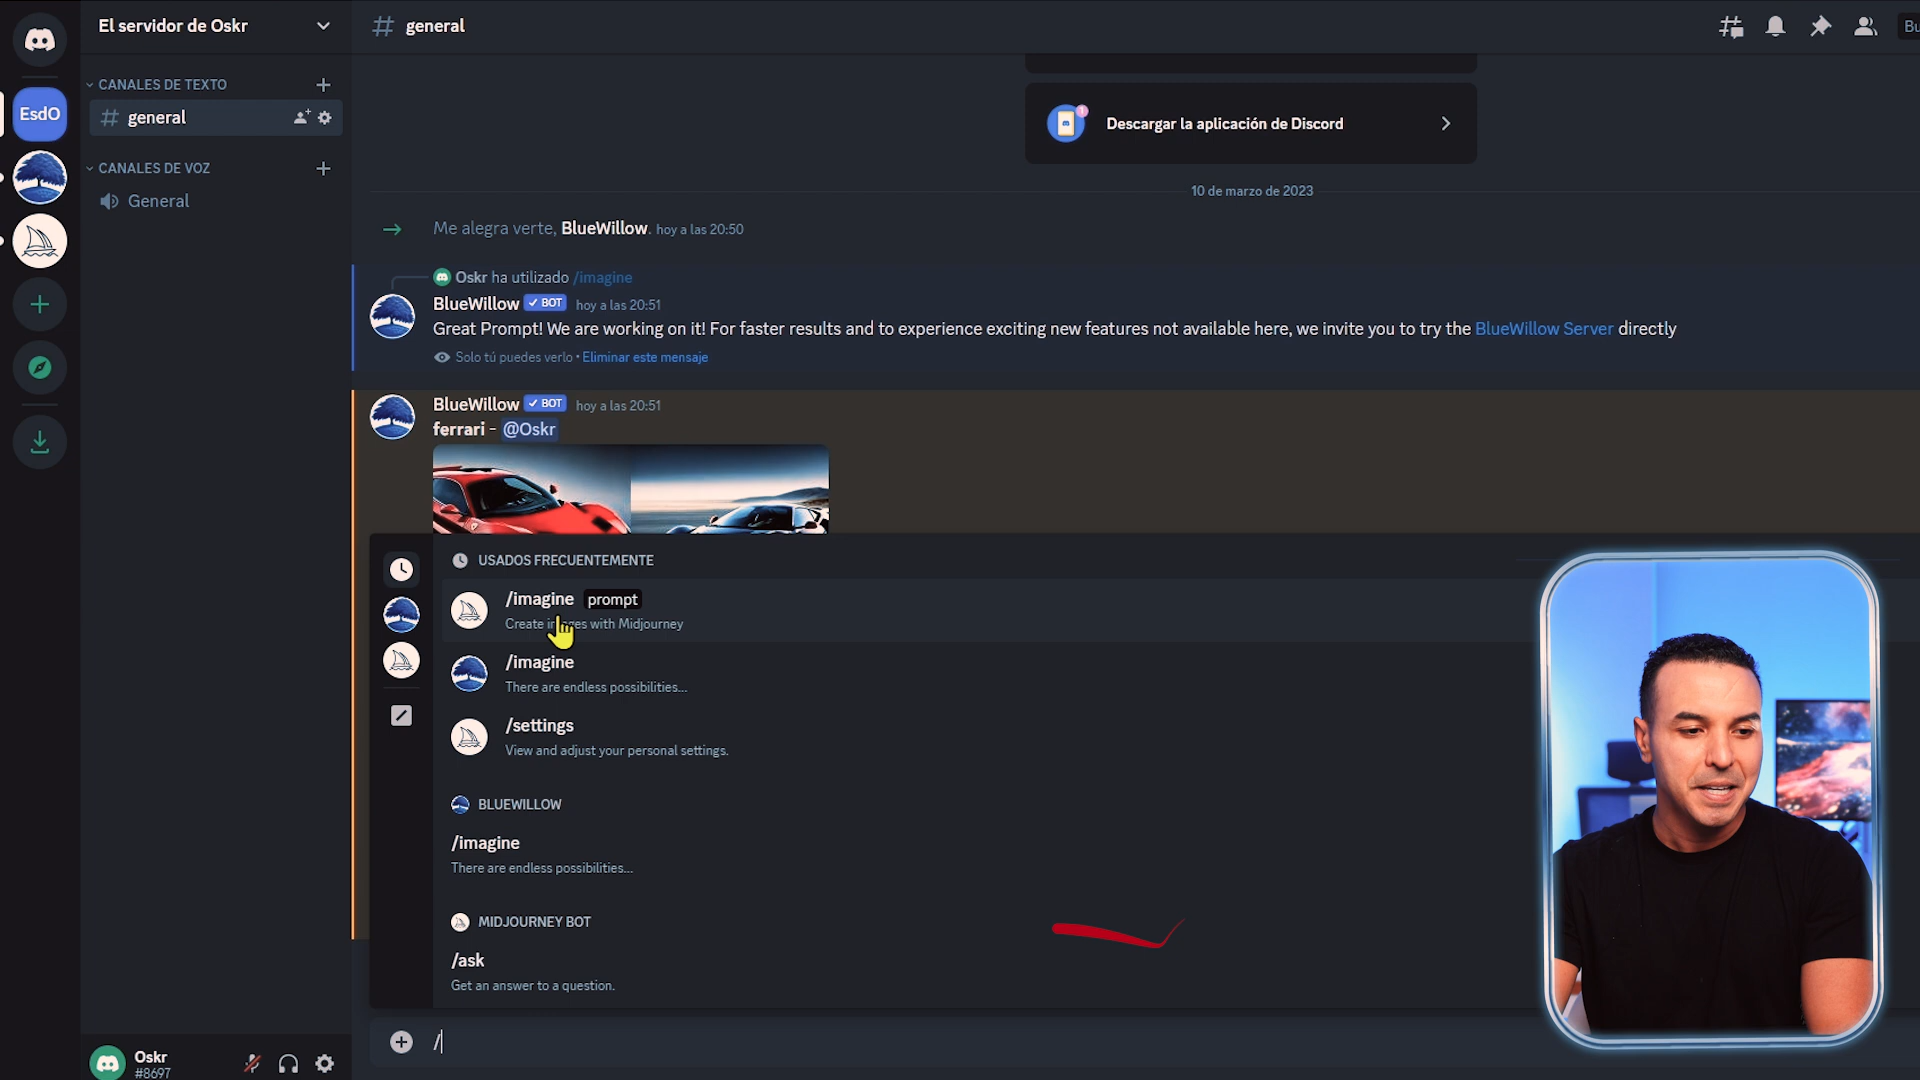 El servidor de Oskr
general
Bu
CANALES DE TEXTO
general
EsdO
CANALES DE VOZ
General
Descargar la aplicación de Discord
1
10 de marzo de 2023
Me alegra verte, BlueWillow. hoy a las 20:50
Oskr ha utilizado /imagine
BlueWillow BOT hoy a las 20:51
Great Prompt! We are working on it! For faster results and to experience exciting new features not available here, we invite you to try the BlueWillow Server directly
Solo tú puedes verlo • Eliminar este mensaje
BlueWillow BOT hoy a las 20:51
ferrari - @Oskr
USADOS FRECUENTEMENTE
/imagine prompt
Create images with Midjourney
/imagine
There are endless possibilities...
/settings
View and adjust your personal settings.
BLUEWILLOW
/imagine
There are endless possibilities...
MIDJOURNEY BOT
/ask
Get an answer to a question.
/
Oskr
#8697